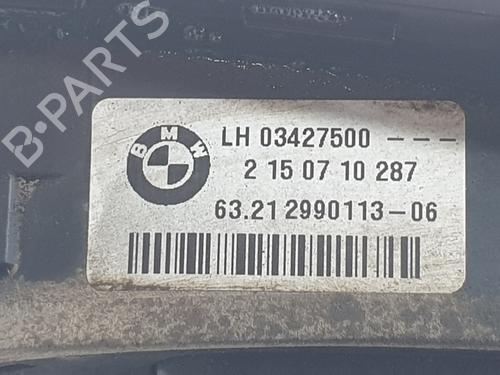 B-PARTS
BMW
LH 03427500 ---
2 15 07 10 287
63.21 2990113-06